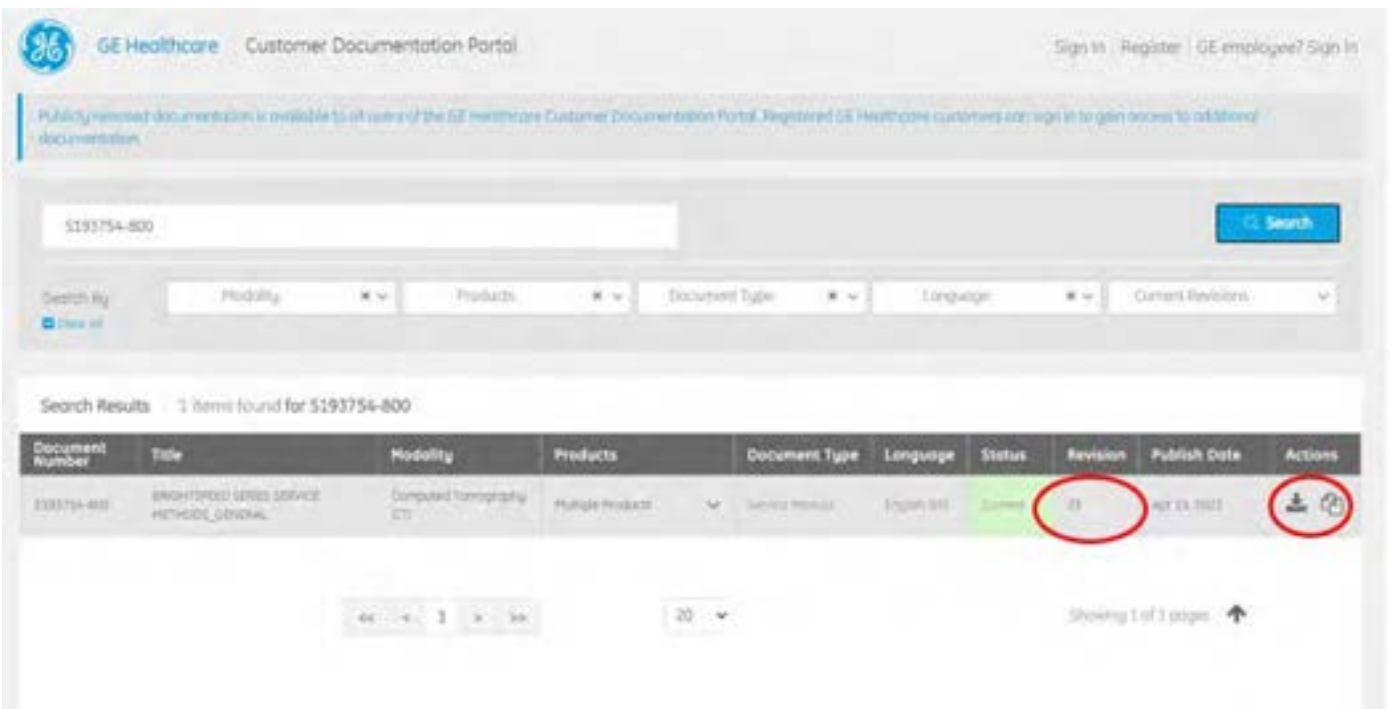 GE Healthcare Customer Documentation Portal
Sign In Register GE employee? Sign In
Publicly released documentation is available to all users of the GE Healthcare Customer Documentation Portal. Registered GE Healthcare customers can sign in to gain access to additional
documentation.
5193754-800
Search
Search By
Modality Products Document Type Language Current Revisions
Clear All
Search Results 1 items found for 5193754-800
Document Number Title Modality Products Document Type Language Status Revision Publish Date Actions
5193754-800 BRIGHTSPEED SERIES SERVICE METHODS_GENERAL Computed Tomography (CT) Multiple Products Service Manual English Current
<< < 1 > >> 20 Showing 1 of 1 pages